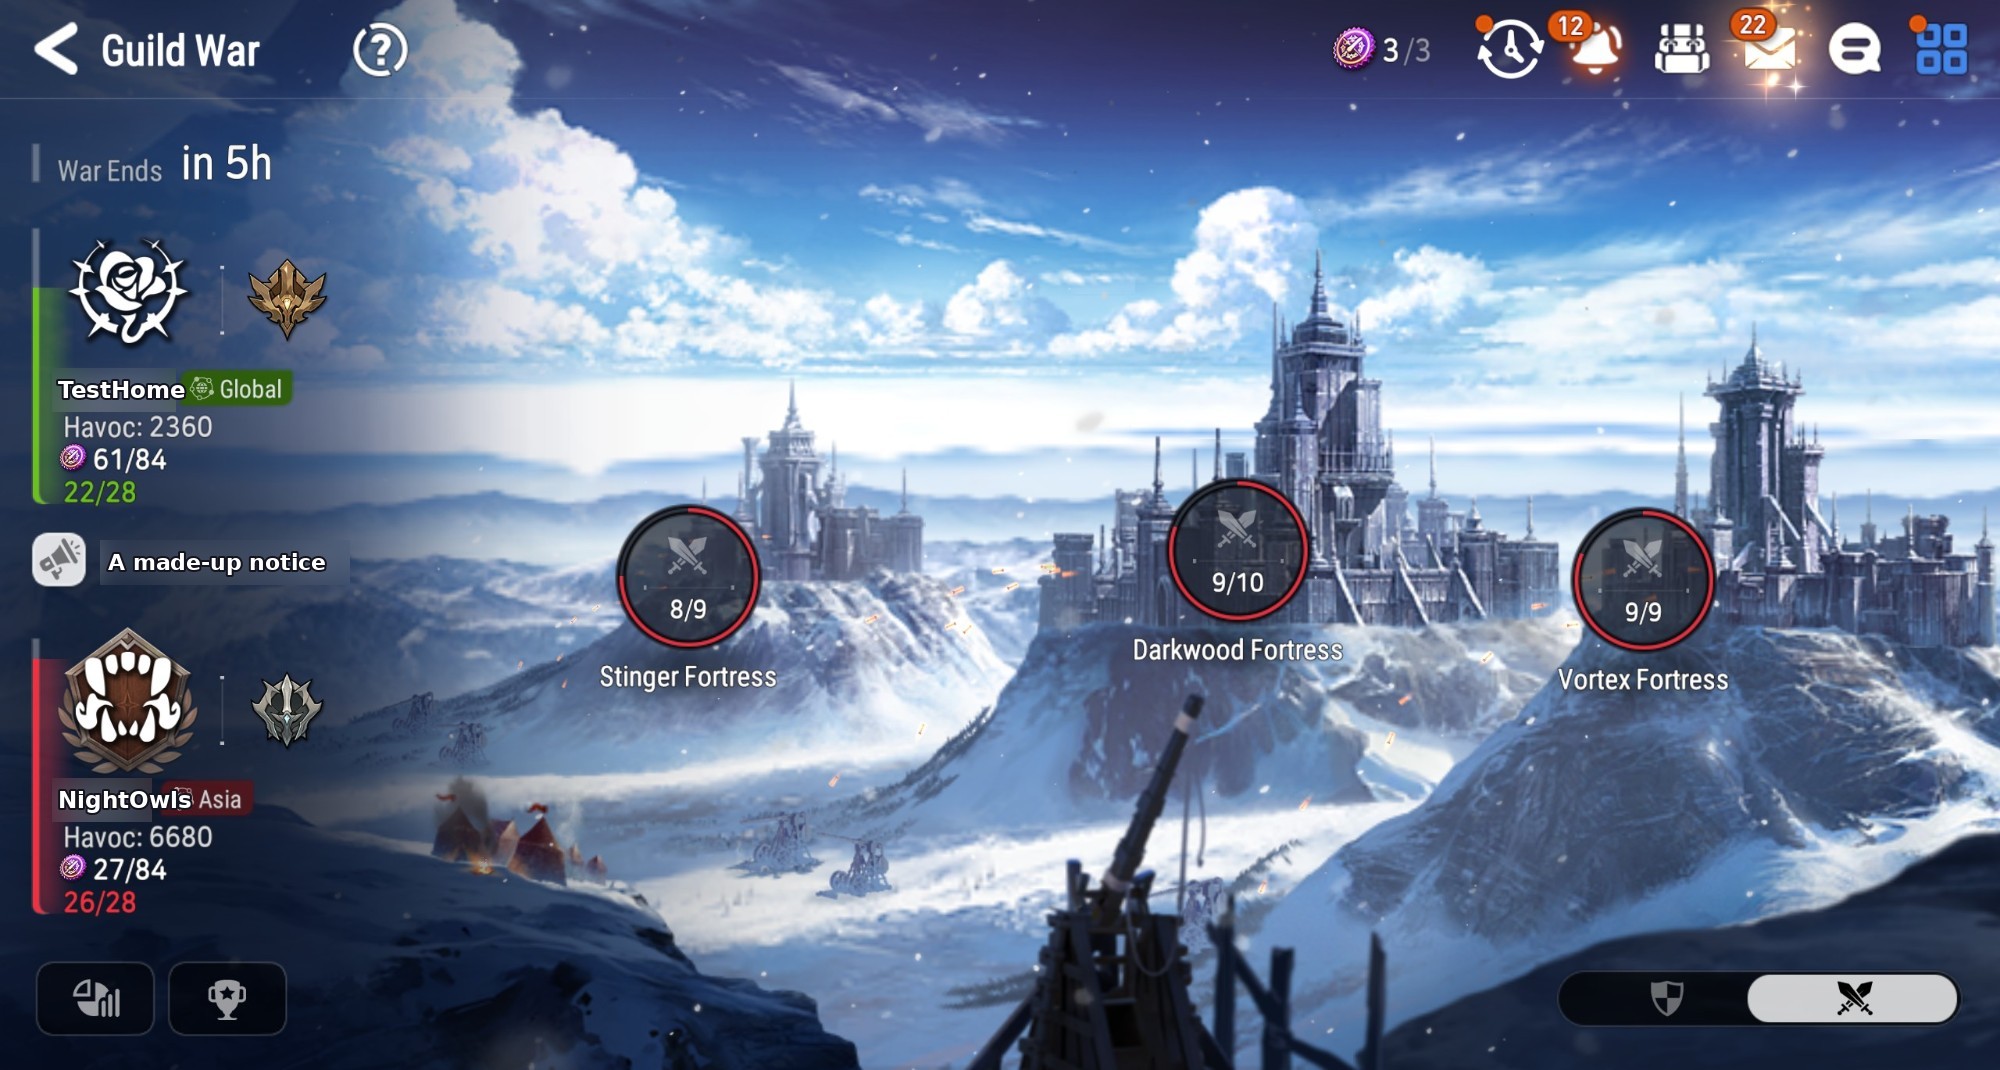 Guild War
3/3
12
22
War Ends in 5h
TestHome Global
Havoc: 2360
61/84
22/28
A made-up notice
NightOwls Asia
Havoc: 6680
27/84
26/28
8/9
Stinger Fortress
9/10
Darkwood Fortress
9/9
Vortex Fortress